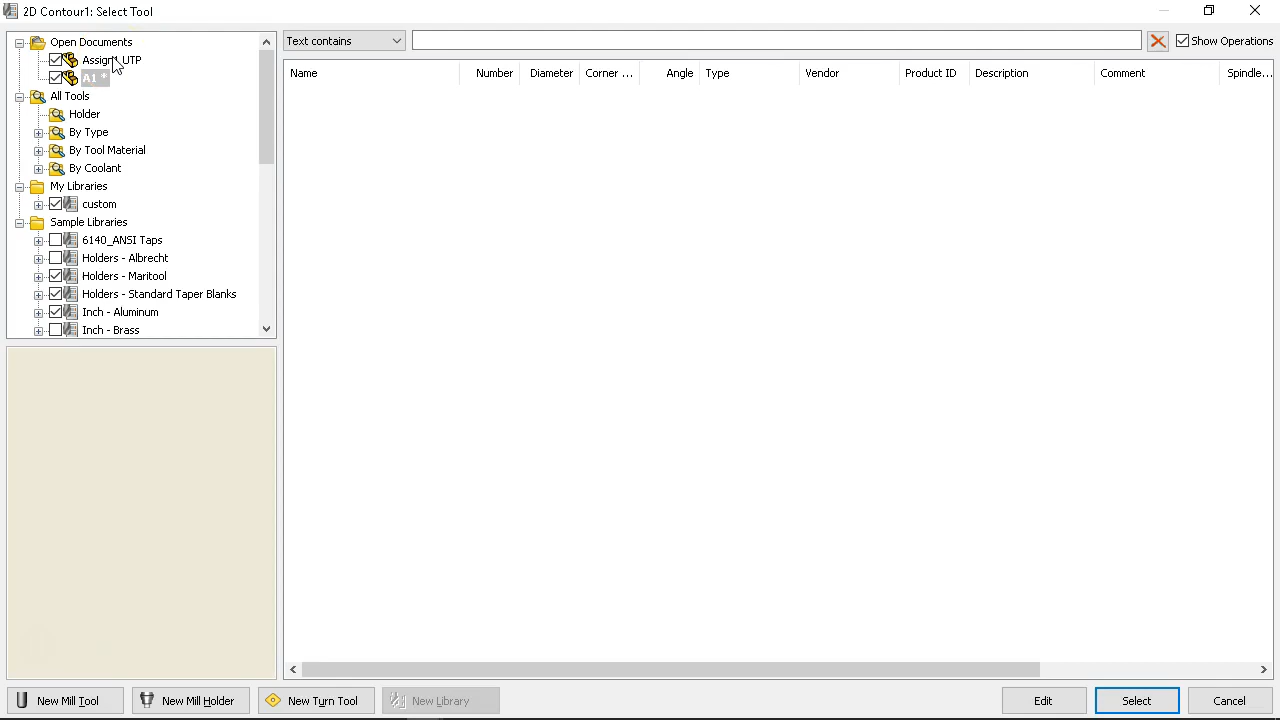 2D Contour1: Select Tool
Open Documents
Assign UTP
A1 *
All Tools
Holder
By Type
By Tool Material
By Coolant
My Libraries
custom
Sample Libraries
6140_ANSI Taps
Holders - Albrecht
Holders - Maritool
Holders - Standard Taper Blanks
Inch - Aluminum
Inch - Brass
Text contains
Show Operations
Name Number Diameter Corner ... Angle Type Vendor Product ID Description Comment Spindle...
New Mill Tool New Mill Holder New Turn Tool New Library Edit Select Cancel